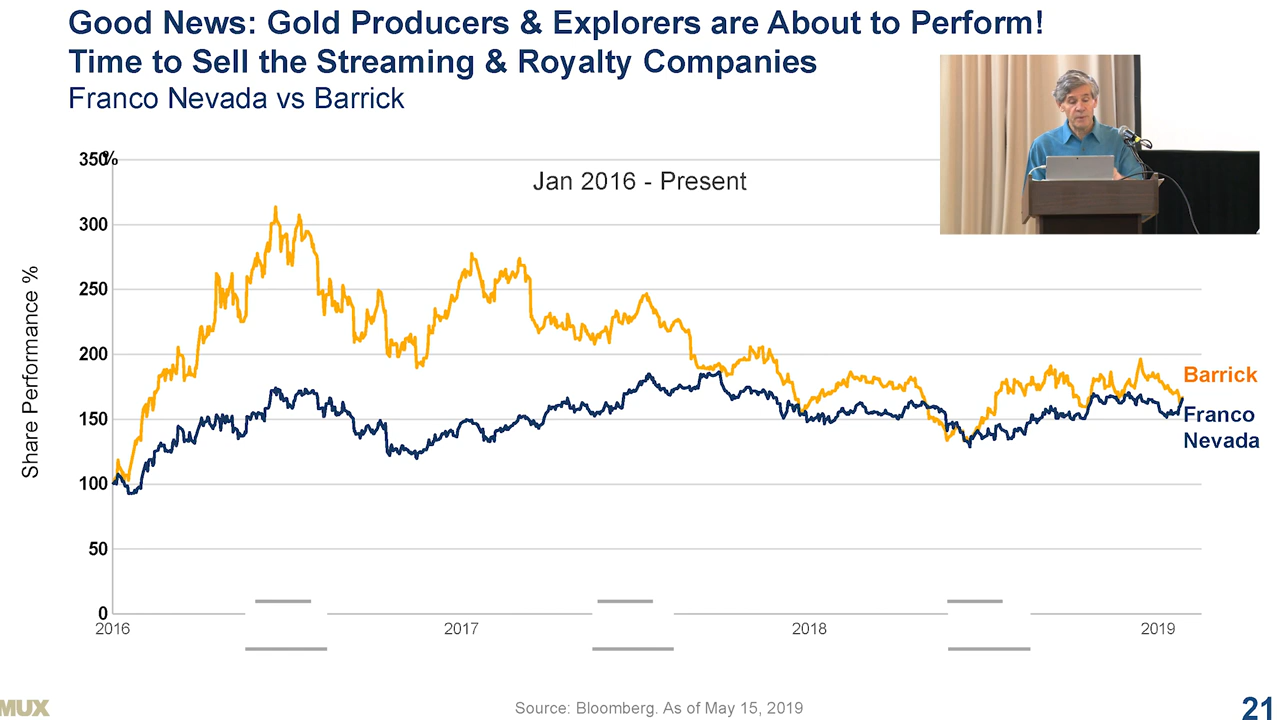 Good News: Gold Producers & Explorers are About to Perform!
Time to Sell the Streaming & Royalty Companies
Franco Nevada vs Barrick
Jan 2016 - Present
Share Performance %
350%
300
250
200
150
100
50
0
2016 2017 2018 2019
Barrick
Franco
Nevada
MUX
Source: Bloomberg. As of May 15, 2019
21